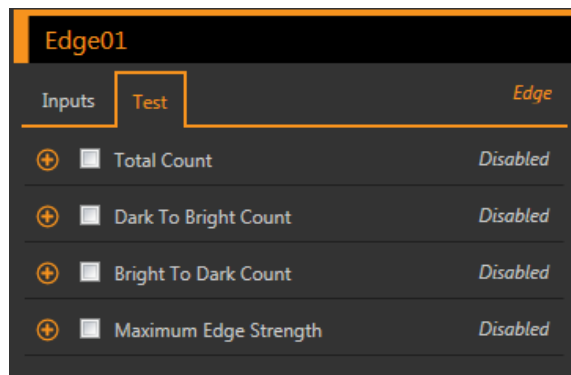 Edge01
Inputs Test Edge
Total Count Disabled
Dark To Bright Count Disabled
Bright To Dark Count Disabled
Maximum Edge Strength Disabled